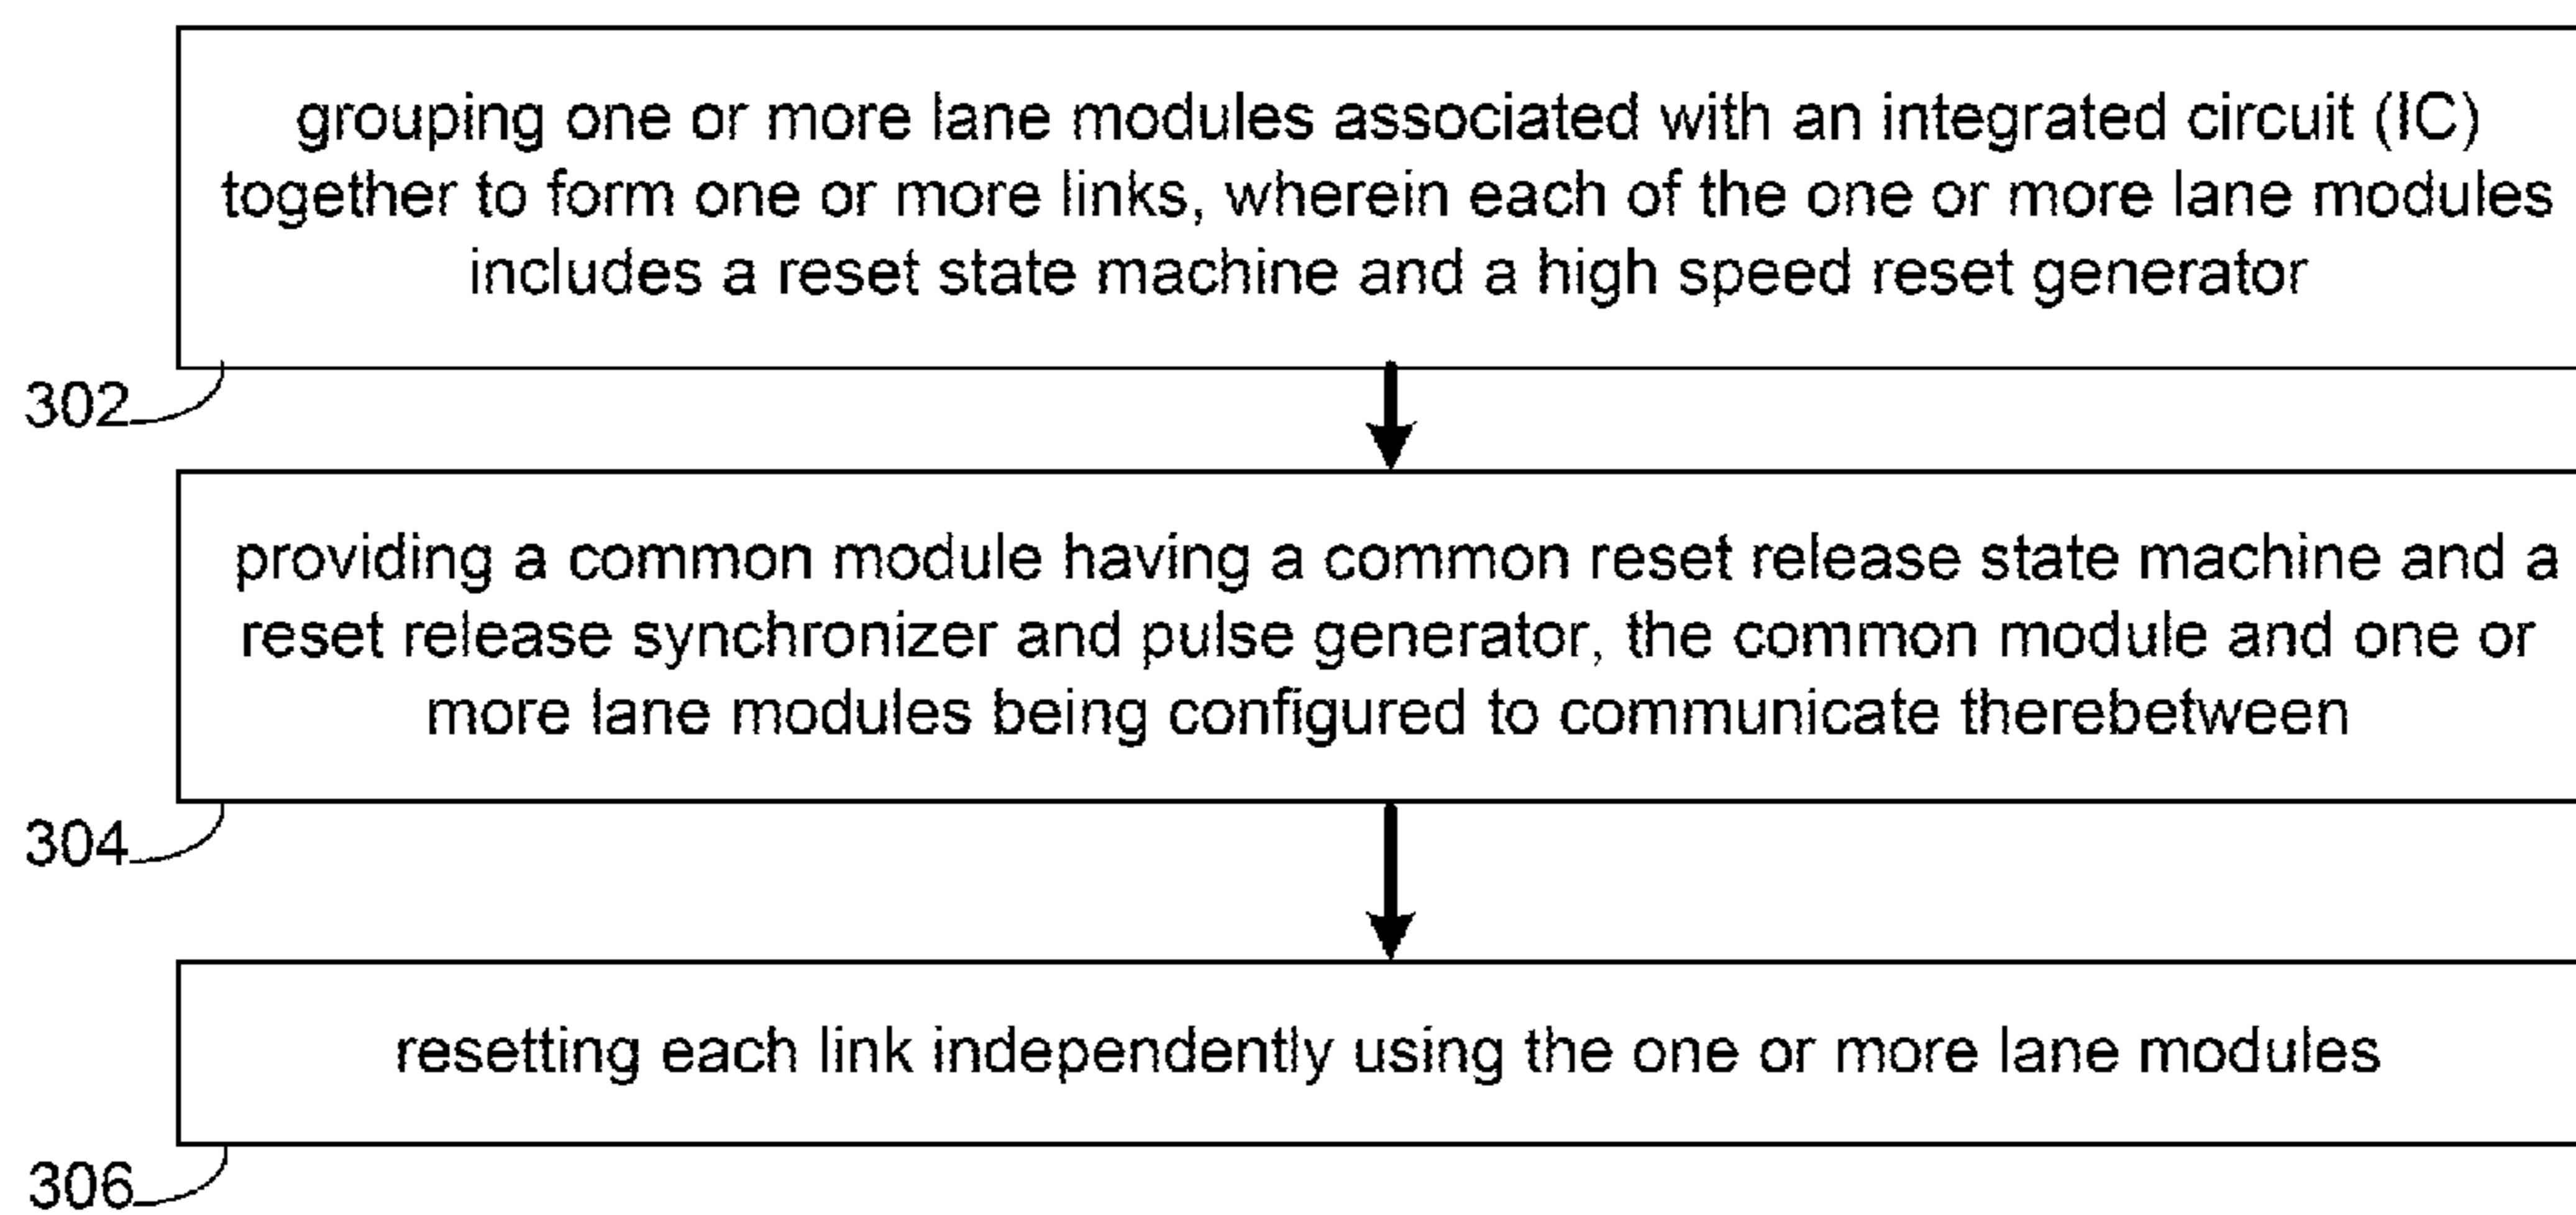 grouping one or more lane modules associated with an integrated circuit (IC)
together to form one or more links, wherein each of the one or more lane modules
includes a reset state machine and a high speed reset generator
302
providing a common module having a common reset release state machine and a
reset release synchronizer and pulse generator, the common module and one or
more lane modules being configured to communicate therebetween
304
resetting each link independently using the one or more lane modules
306